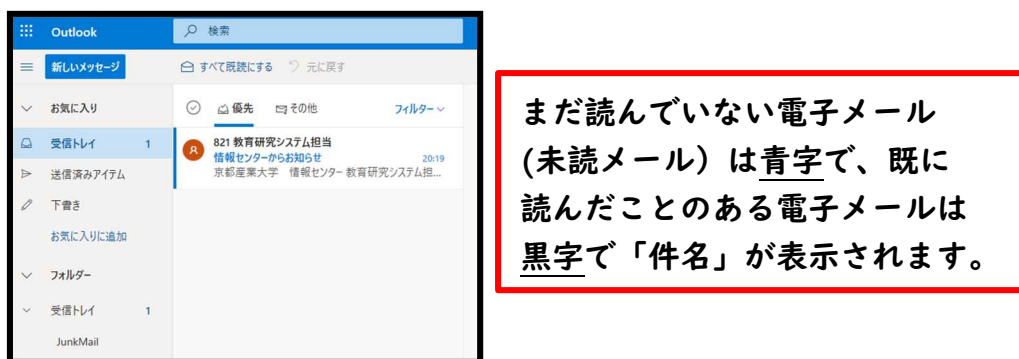 Outlook
検索
新しいメッセージ
すべて既読にする 元に戻す
お気に入り
優先 その他 フィルター
受信トレイ 1
821 教育研究システム担当
情報センターからお知らせ 20:19
京都産業大学 情報センター 教育研究システム担...
送信済みアイテム
下書き
お気に入りに追加
フォルダー
受信トレイ 1
JunkMail
まだ読んでいない電子メール
(未読メール）は青字で、既に
読んだことのある電子メールは
黒字で「件名」が表示されます。